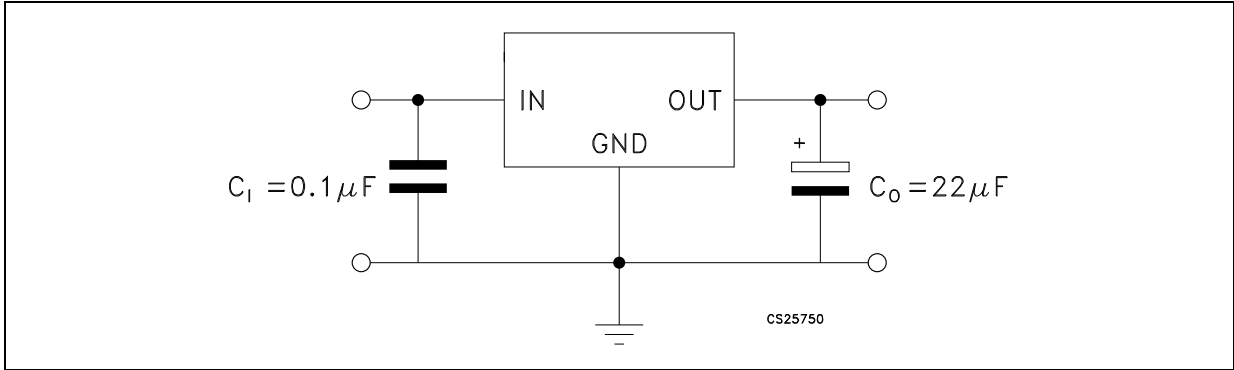 IN OUT
GND
+
C_I =0.1μF
C_O =22μF
CS25750